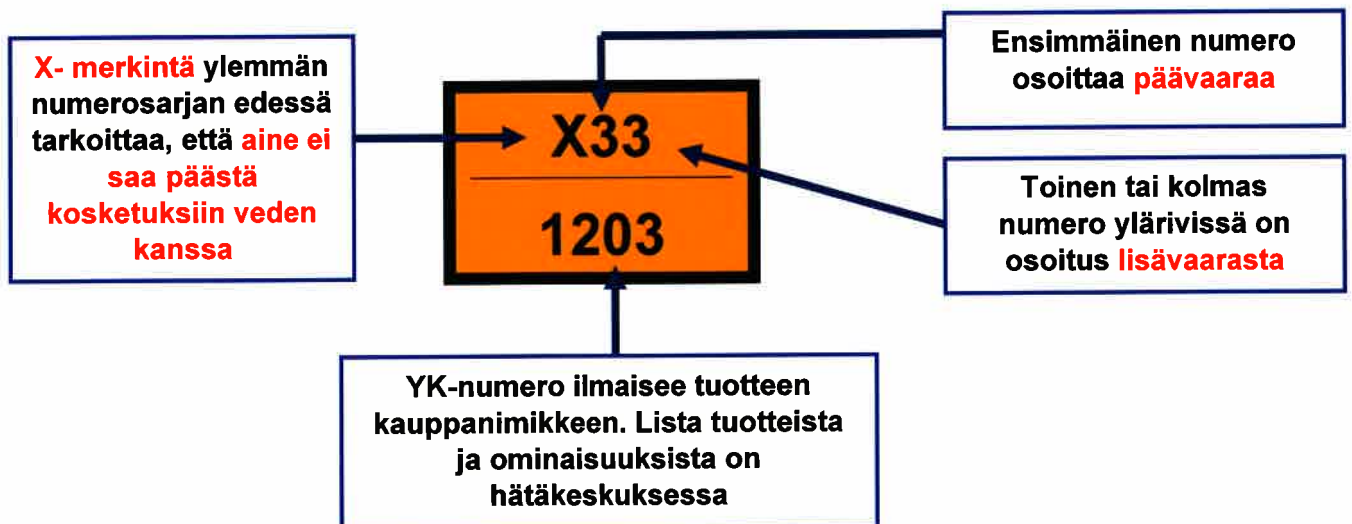 X- merkintä ylemmän
numerosarjan edessä
tarkoittaa, että aine ei
saa päästä
kosketuksiin veden
kanssa
X33
1203
Ensimmäinen numero
osoittaa päävaaraa
Toinen tai kolmas
numero ylärivissä on
osoitus lisävaarasta
YK-numero ilmaisee tuotteen
kauppanimikkeen. Lista tuotteista
ja ominaisuuksista on
hätäkeskuksessa